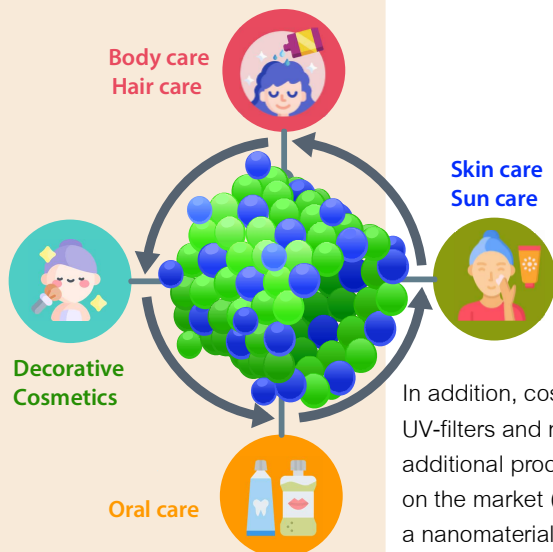 Body care
Hair care
Skin care
Sun care
Decorative
Cosmetics
In addition, cos
UV-filters and
additional proc
on the market
a nanomaterial
Oral care